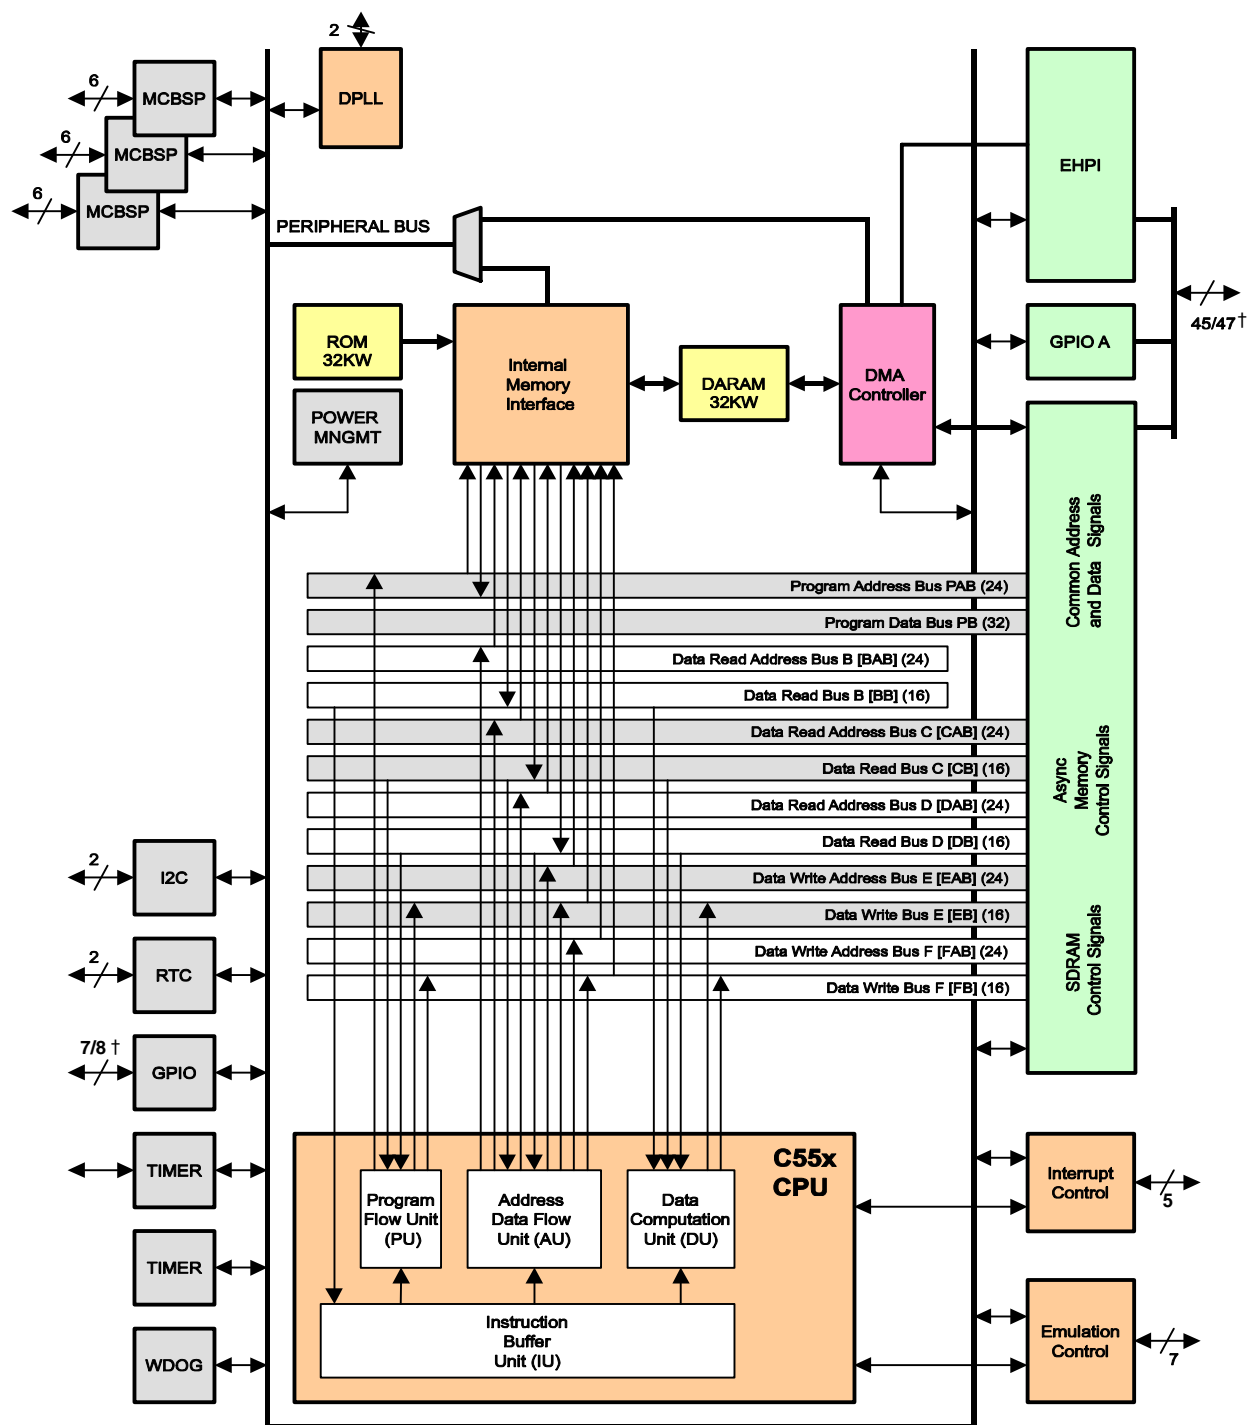 2
DPLL
6
MCBSP
6
MCBSP
6
MCBSP
PERIPHERAL BUS
EHPI
45/47†
GPIO A
ROM
32KW
Internal
Memory
Interface
DARAM
32KW
DMA
Controller
POWER
MNGMT
Common Address
and Data Signals
Async
Memory
Control Signals
SDRAM
Control Signals
Program Address Bus PAB (24)
Program Data Bus PB (32)
Data Read Address Bus B [BAB] (24)
Data Read Bus B [BB] (16)
Data Read Address Bus C [CAB] (24)
Data Read Bus C [CB] (16)
Data Read Address Bus D [DAB] (24)
Data Read Bus D [DB] (16)
Data Write Address Bus E [EAB] (24)
Data Write Bus E [EB] (16)
Data Write Address Bus F [FAB] (24)
Data Write Bus F [FB] (16)
2
I2C
2
RTC
7/8 †
GPIO
TIMER
TIMER
WDOG
C55x
CPU
Program
Flow Unit
(PU)
Address
Data Flow
Unit (AU)
Data
Computation
Unit (DU)
Instruction
Buffer
Unit (IU)
Interrupt
Control
5
Emulation
Control
7